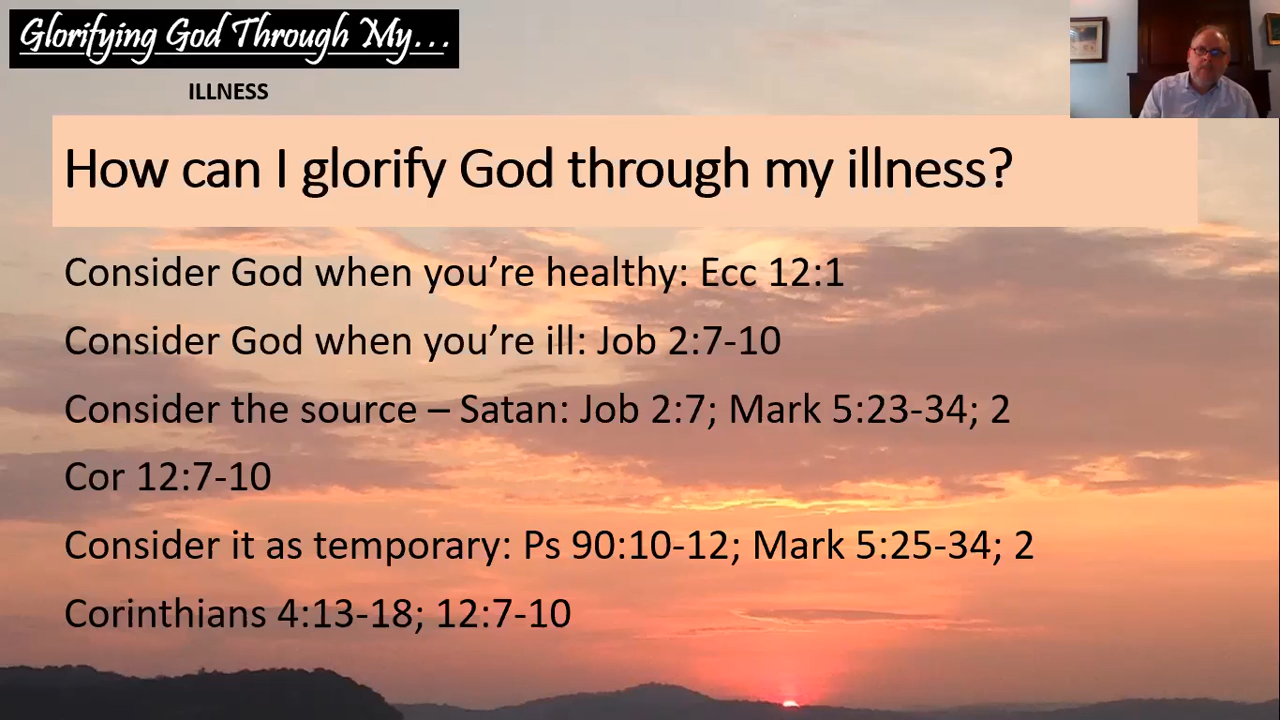 Glorifying God Through My...
ILLNESS
How can I glorify God through my illness?
Consider God when you’re healthy: Ecc 12:1
Consider God when you’re ill: Job 2:7-10
Consider the source – Satan: Job 2:7; Mark 5:23-34; 2
Cor 12:7-10
Consider it as temporary: Ps 90:10-12; Mark 5:25-34; 2
Corinthians 4:13-18; 12:7-10